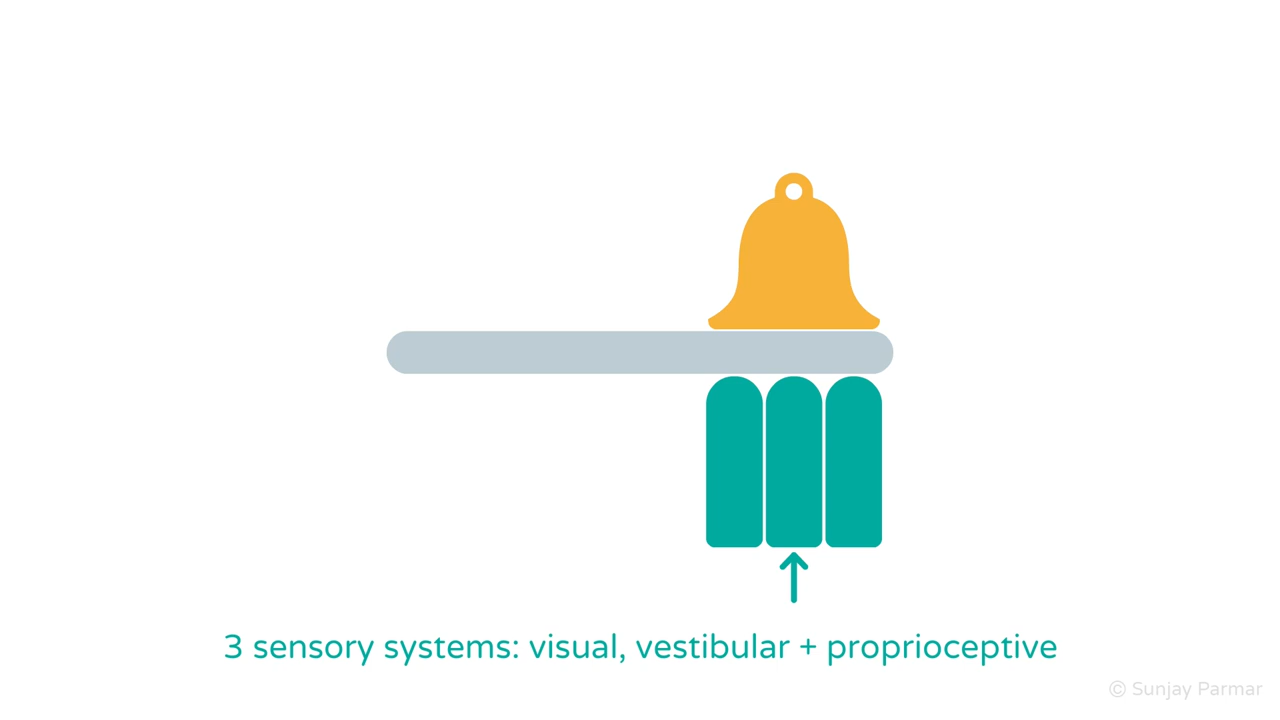 3 sensory systems: visual, vestibular + proprioceptive
© Sunjay Parmar